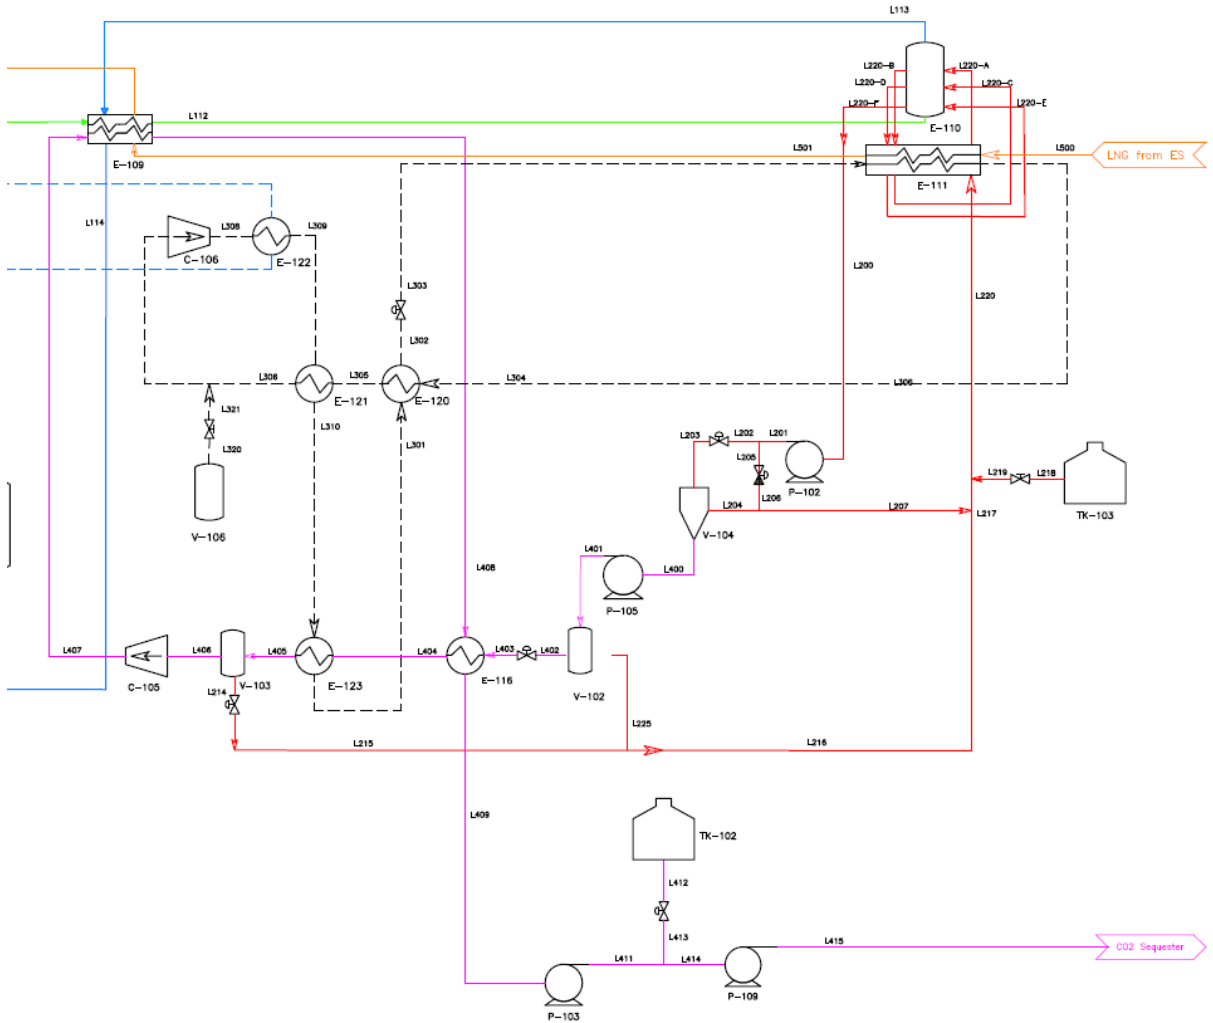 L113
L220-B
L220-A
L220-D
L220-C
L220-F
L220-E
L112
E-110
L501
L500
LNG from ES
E-109
E-111
L114
L308
L309
C-106
E-122
L200
L303
L220
L302
L306
L305
L304
L306
E-121
E-120
L321
L310
L301
L203
L202
L201
L320
L205
L219
L218
P-102
L206
L204
L207
L217
TK-103
V-106
V-104
L401
L400
L408
P-105
L407
L406
L405
L404
L403
L402
C-105
V-103
E-123
E-116
V-102
L214
L225
L215
L216
L409
TK-102
L412
L413
L415
CO2 Sequester
L411
L414
P-109
P-103